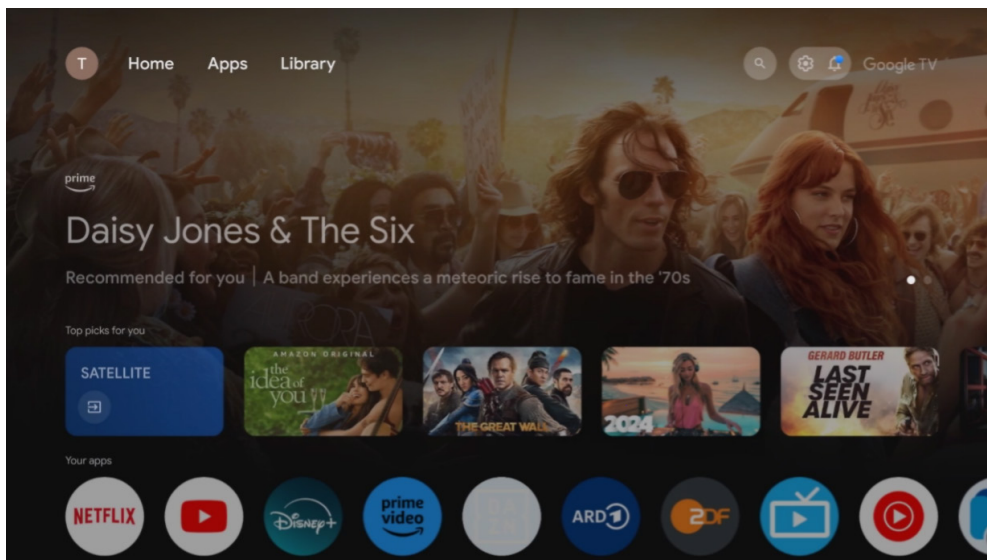 T Home Apps Library Google TV
prime
Daisy Jones & The Six
Recommended for you | A band experiences a meteoric rise to fame in the '70s
Top picks for you
SATELLITE
AMAZON ORIGINAL
the
idea of
you
THE GREAT WALL
2024
GERARD BUTLER
LAST
SEEN
ALIVE
Your apps
NETFLIX
Disney+
prime
video
ARD 1
ZDF